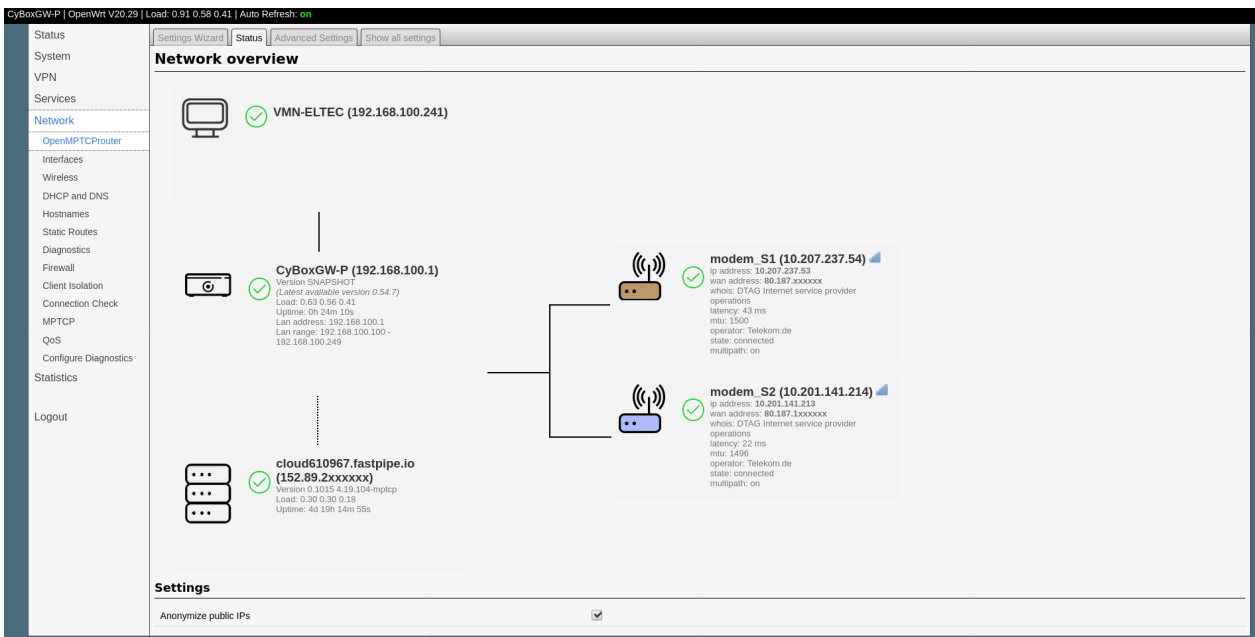 CyBoxGW-P | OpenWrt V20.29 | Load: 0.91 0.58 0.41 | Auto Refresh: on
Status
System
VPN
Services
Network
OpenMPTCProuter
Interfaces
Wireless
DHCP and DNS
Hostnames
Static Routes
Diagnostics
Firewall
Client Isolation
Connection Check
MPTCP
QoS
Configure Diagnostics
Statistics
Logout
Settings Wizard Status Advanced Settings Show all settings
Network overview
VMN-ELTEC (192.168.100.241)
CyBoxGW-P (192.168.100.1)
Version SNAPSHOT
(Latest available version 0.54.7)
Load: 0.63 0.56 0.41
Uptime: 0h 24m 10s
Lan address: 192.168.100.1
Lan range: 192.168.100.100 -
192.168.100.249
cloud610967.fastpipe.io
(152.89.2xxxxxx)
Version 0.1015 4.19.104-mptcp
Load: 0.30 0.30 0.18
Uptime: 4d 19h 14m 55s
modem_S1 (10.207.237.54)
ip address: 10.207.237.53
wan address: 80.187.xxxxxx
whois: DTAG Internet service provider
operations
latency: 43 ms
mtu: 1500
operator: Telekom.de
state: connected
multipath: on
modem_S2 (10.201.141.214)
ip address: 10.201.141.213
wan address: 80.187.1xxxxxx
whois: DTAG Internet service provider
operations
latency: 22 ms
mtu: 1496
operator: Telekom.de
state: connected
multipath: on
Settings
Anonymize public IPs